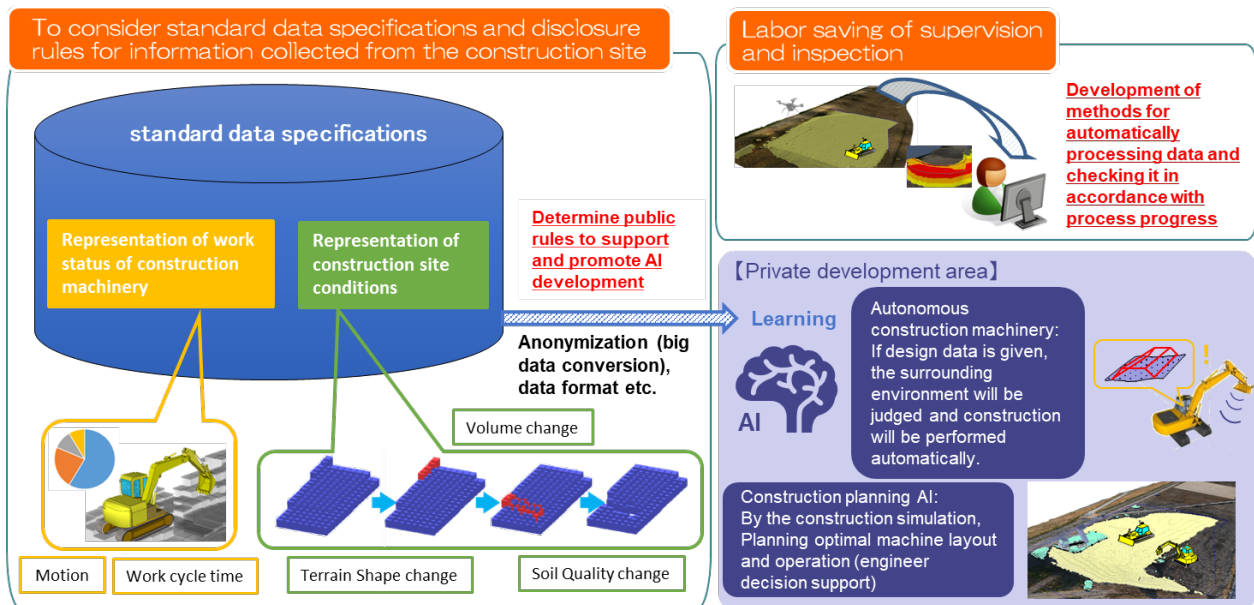 To consider standard data specifications and disclosure
rules for information collected from the construction site
standard data specifications
Representation of work
status of construction
machinery
Representation of
construction site
conditions
Determine public
rules to support
and promote AI
development
Anonymization (big
data conversion),
data format etc.
Volume change
Motion
Work cycle time
Terrain Shape change
Soil Quality change
Labor saving of supervision
and inspection
Development of
methods for
automatically
processing data and
checking it in
accordance with
process progress
【Private development area】
Learning
AI
Autonomous
construction machinery:
If design data is given,
the surrounding
environment will be
judged and construction
will be performed
automatically.
!
Construction planning AI:
By the construction simulation,
Planning optimal machine layout
and operation (engineer
decision support)